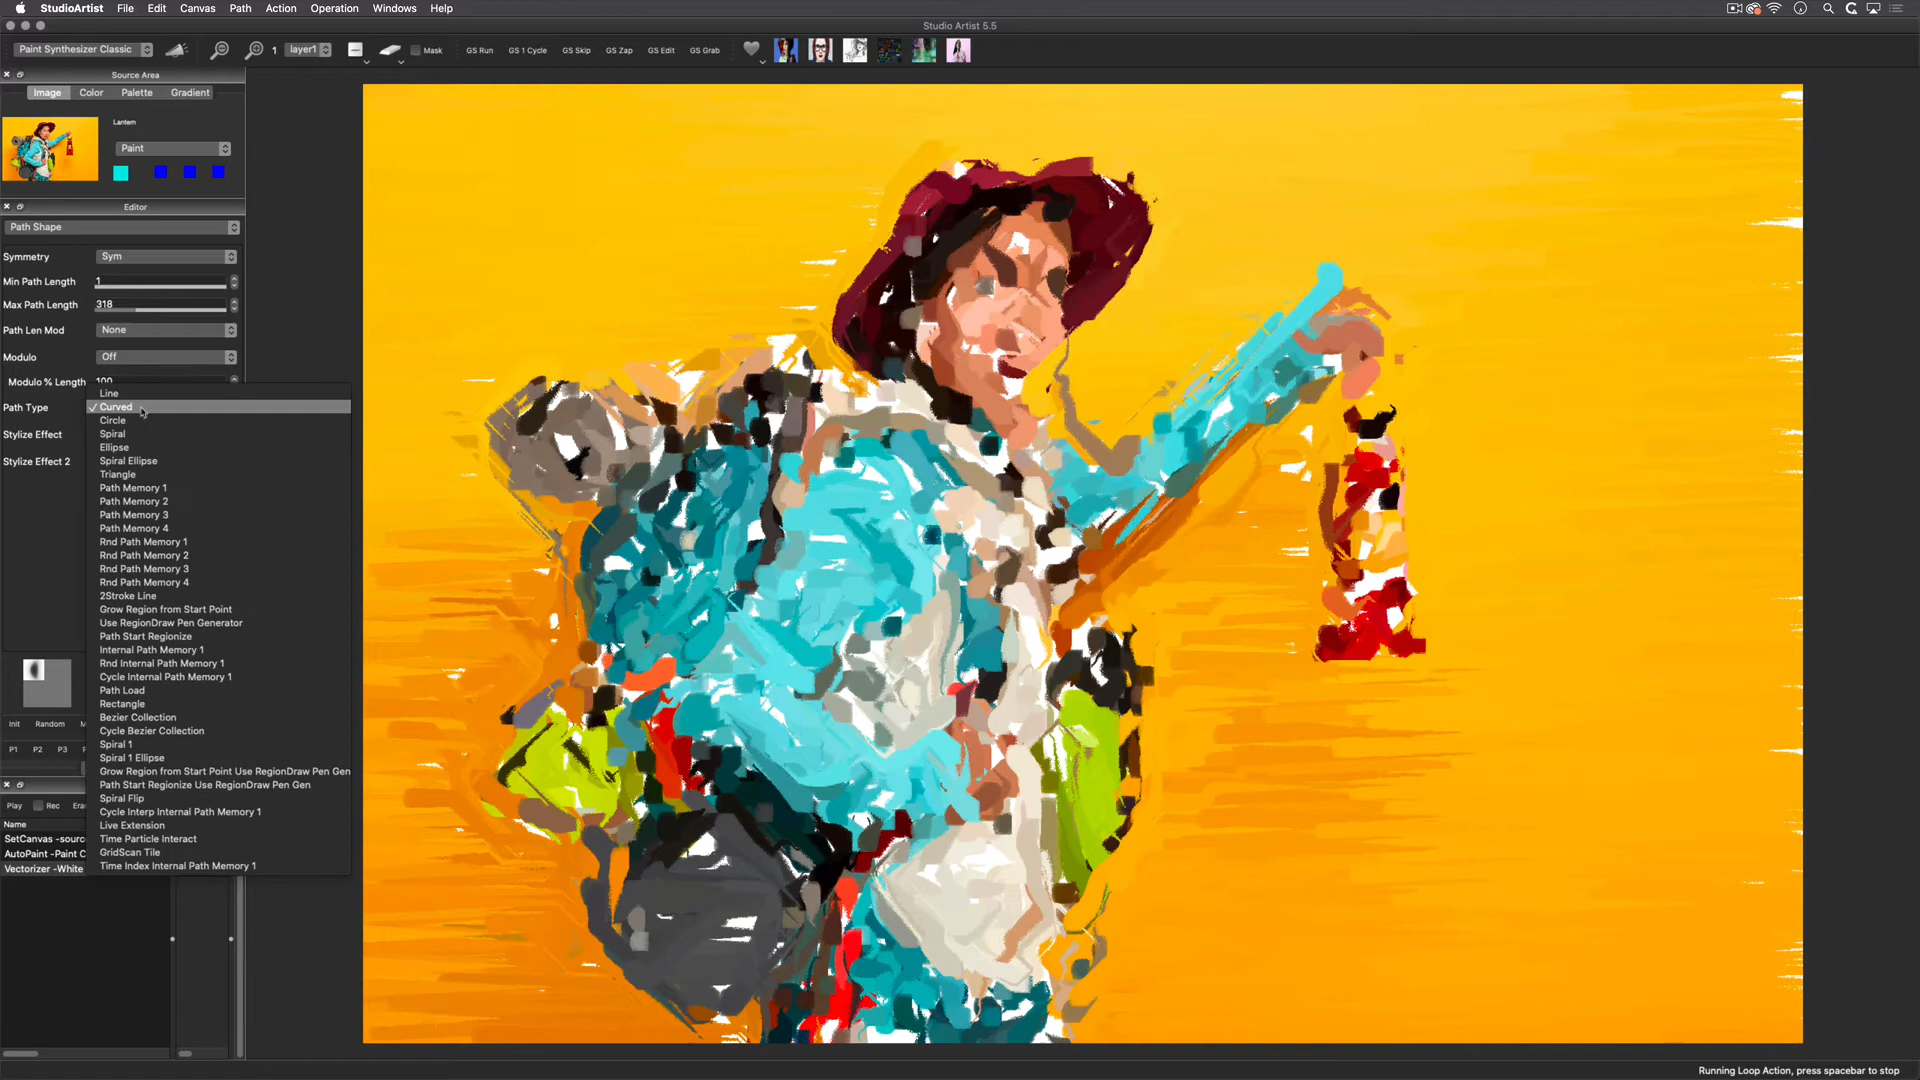 StudioArtist File Edit Canvas Path Action Operation Windows Help
Studio Artist 5.5
Paint Synthesizer Classic 1 layer1 Mask GS Run GS 1 Cycle GS Skip GS Zap GS Edit GS Grab
Source Area
Image Color Palette Gradient
Lantern
Paint
Editor
Path Shape
Symmetry Sym
Min Path Length 1
Max Path Length 318
Path Len Mod None
Modulo Off
Modulo % Length 100
Path Type
Stylize Effect
Stylize Effect 2
Line
Curved
Circle
Spiral
Ellipse
Spiral Ellipse
Triangle
Path Memory 1
Path Memory 2
Path Memory 3
Path Memory 4
Rnd Path Memory 1
Rnd Path Memory 2
Rnd Path Memory 3
Rnd Path Memory 4
2Stroke Line
Grow Region from Start Point
Use RegionDraw Pen Generator
Path Start Regionize
Internal Path Memory 1
Rnd Internal Path Memory 1
Cycle Internal Path Memory 1
Path Load
Rectangle
Bezier Collection
Cycle Bezier Collection
Spiral 1
Spiral 1 Ellipse
Grow Region from Start Point Use RegionDraw Pen Gen
Path Start Regionize Use RegionDraw Pen Gen
Spiral Flip
Cycle Interp Internal Path Memory 1
Live Extension
Time Particle Interact
GridScan Tile
Time Index Internal Path Memory 1
Init Random M
P1 P2 P3
Play Rec Era
Name
SetCanvas -sourc
AutoPaint -Paint C
Vectorizer -White
Running Loop Action, press spacebar to stop